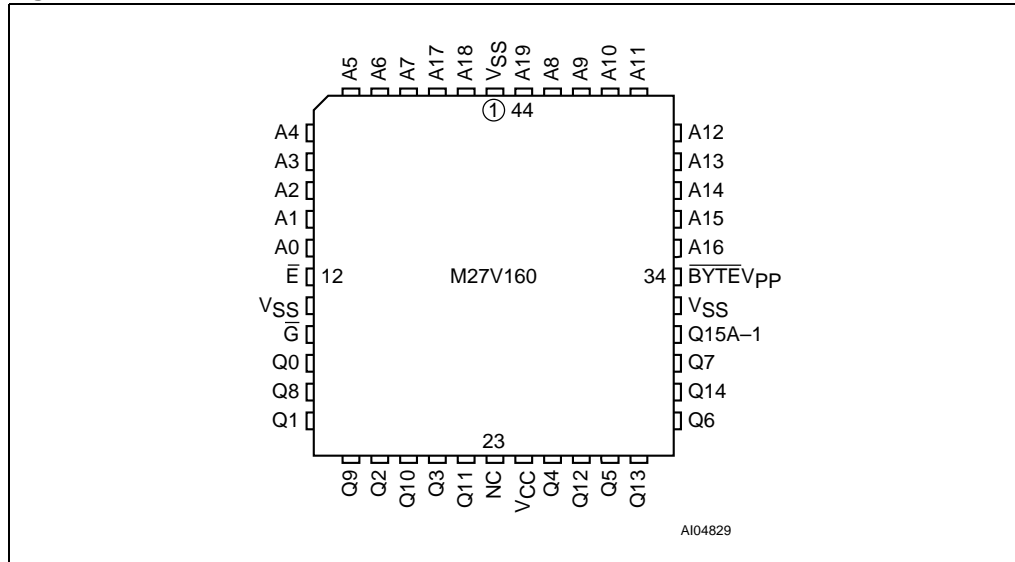 A5 A6 A7 A17 A18 VSS A19 A8 A9 A10 A11
1 44
A4 A12
A3 A13
A2 A14
A1 A15
A0 A16
E̅ 12 M27V160 34 B̅Y̅T̅E̅VPP
VSS VSS
G̅ Q15A–1
Q0 Q7
Q8 Q14
Q1 Q6
23
Q9 Q2 Q10 Q3 Q11 NC VCC Q4 Q12 Q5 Q13
AI04829